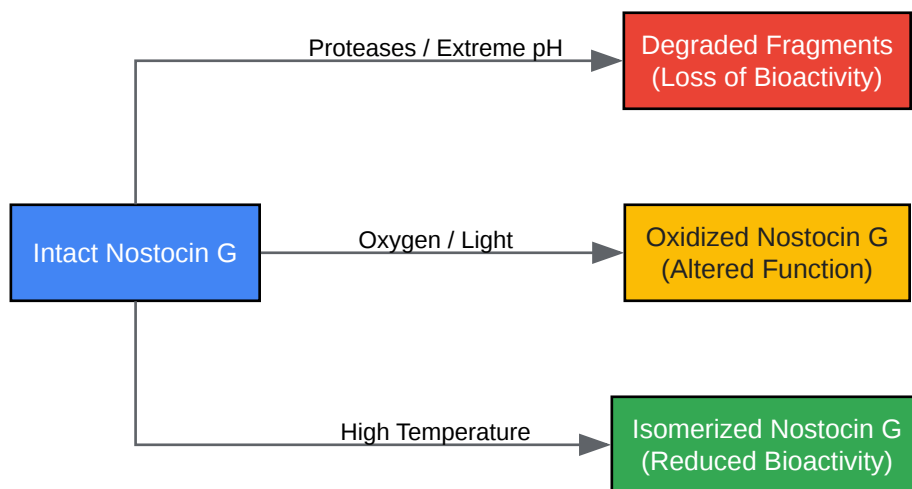 Proteases / Extreme pH
Degraded Fragments
(Loss of Bioactivity)
Intact Nostocin G
Oxygen / Light
Oxidized Nostocin G
(Altered Function)
High Temperature
Isomerized Nostocin G
(Reduced Bioactivity)